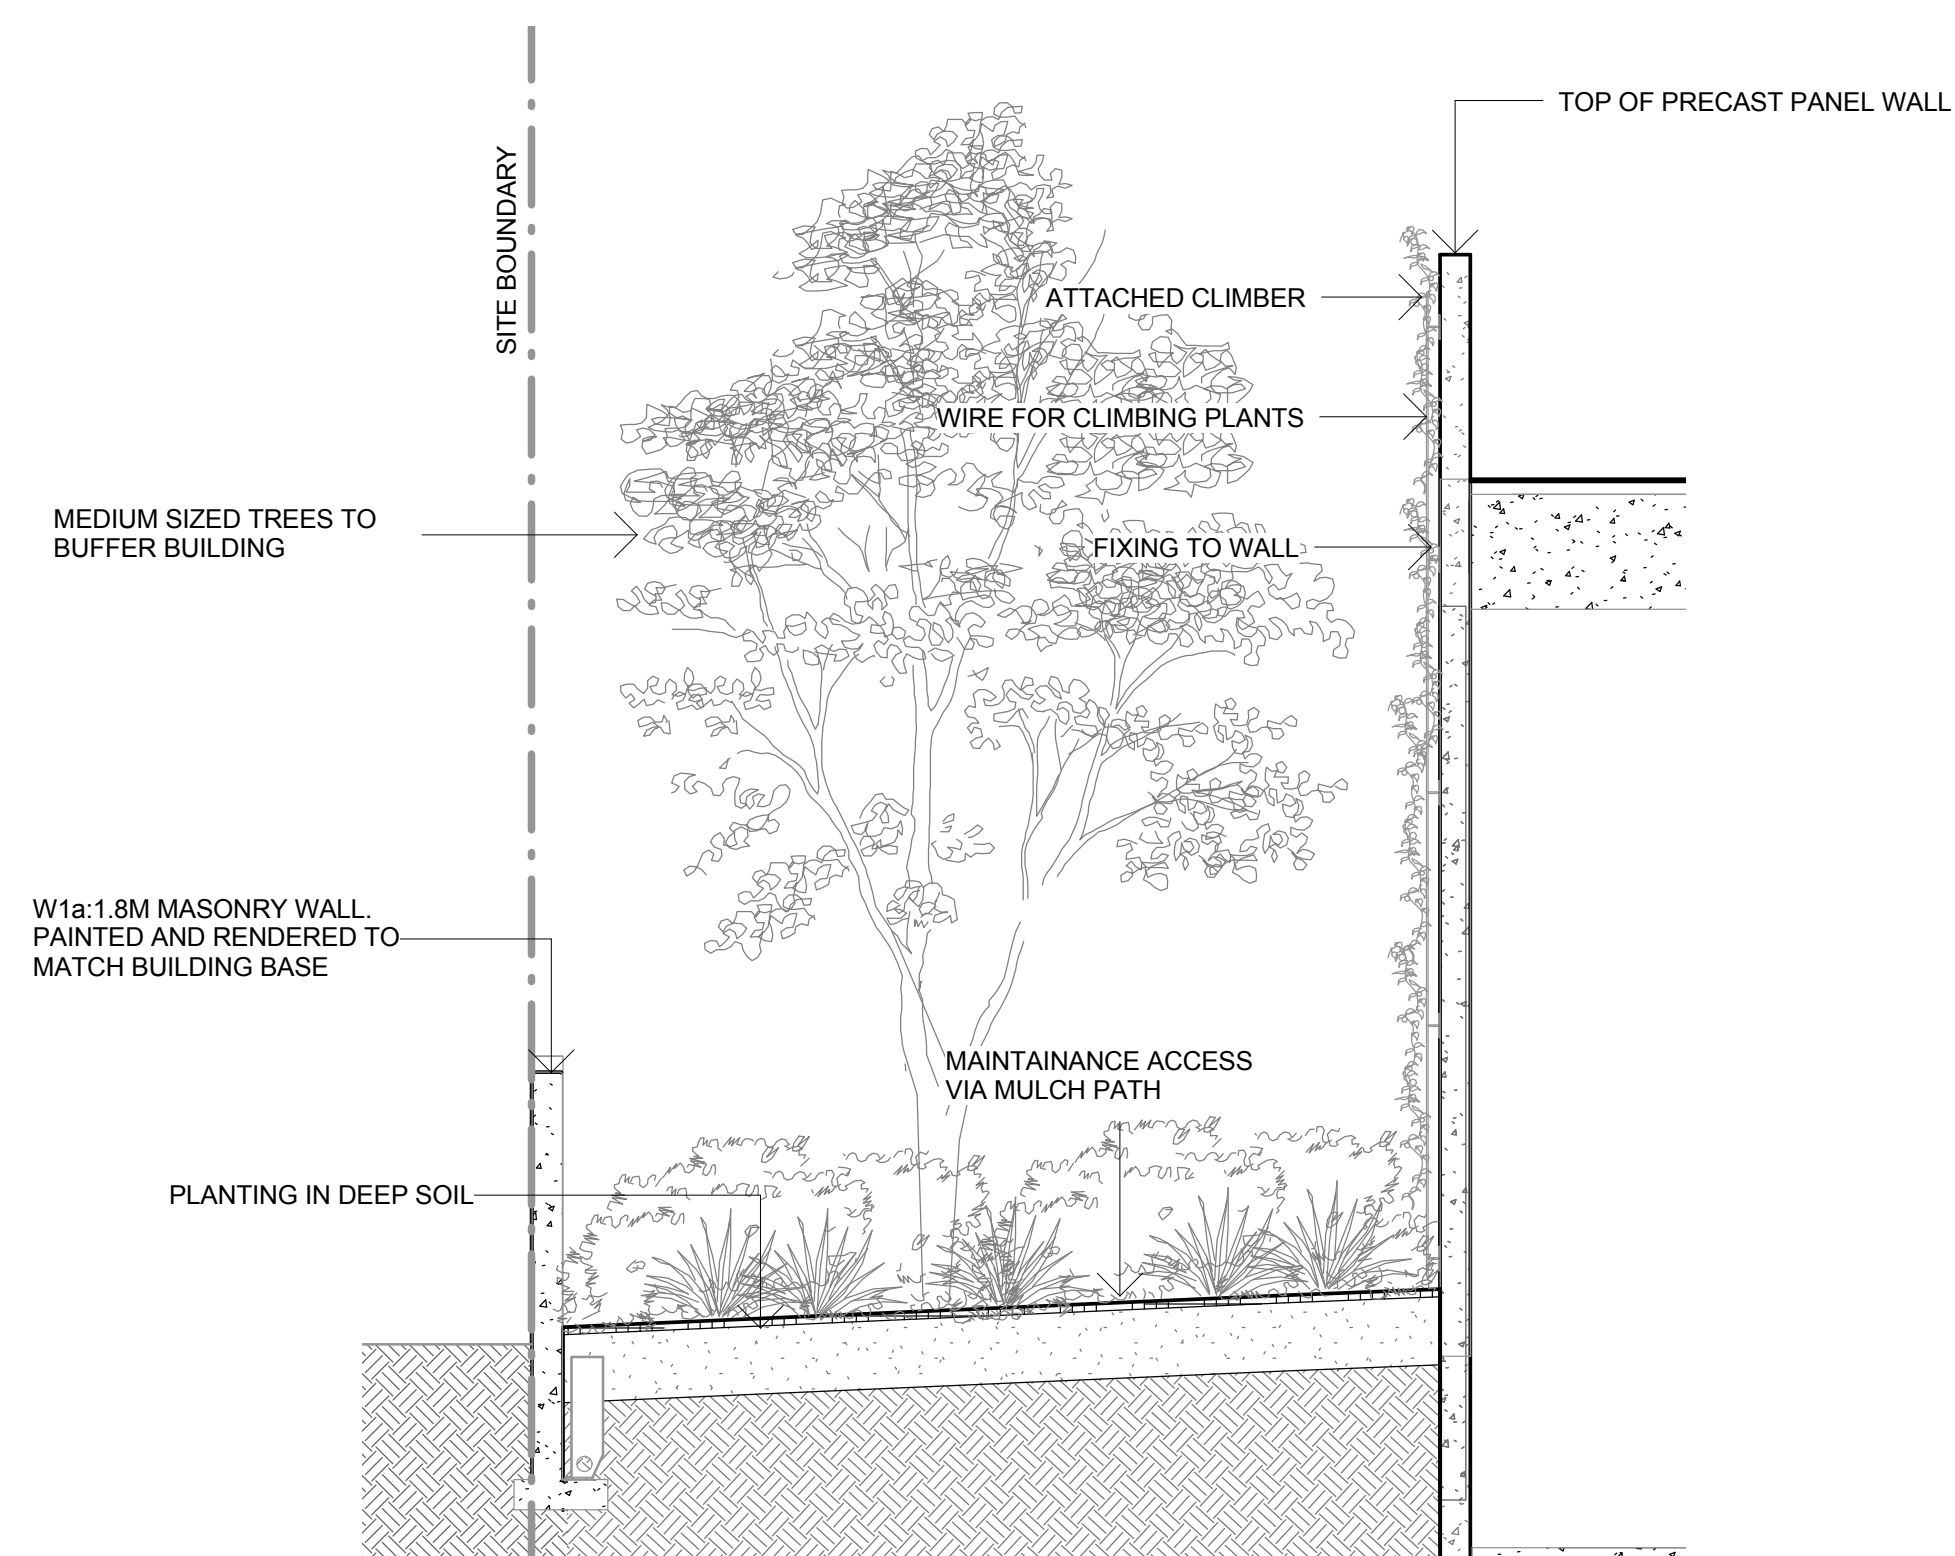 TOP OF PRECAST PANEL WALL
SITE BOUNDARY
ATTACHED CLIMBER
WIRE FOR CLIMBING PLANTS
MEDIUM SIZED TREES TO
BUFFER BUILDING
FIXING TO WALL
W1a:1.8M MASONRY WALL.
PAINTED AND RENDERED TO
MATCH BUILDING BASE
MAINTAINANCE ACCESS
VIA MULCH PATH
PLANTING IN DEEP SOIL